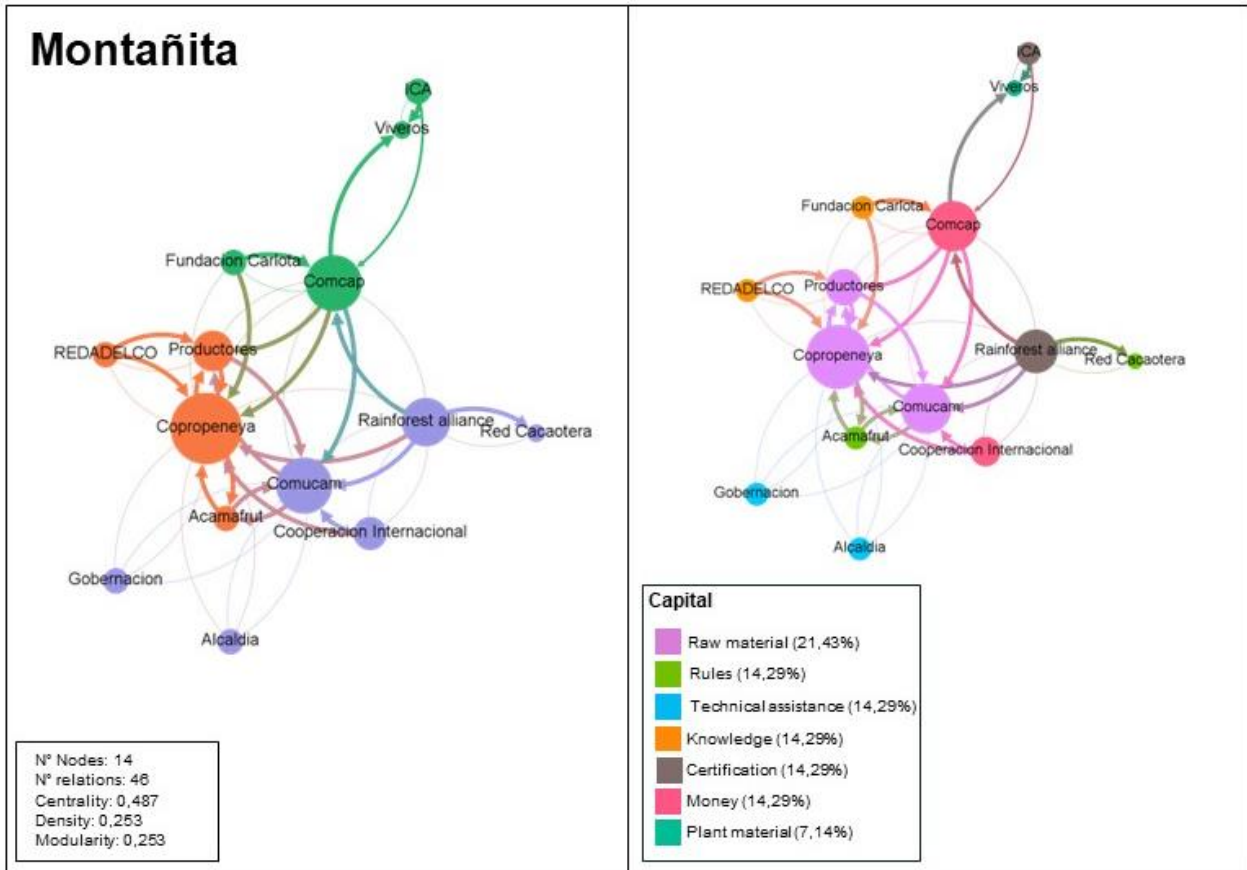 Montañita
ICA
Viveros
Fundacion Carlota
Comcap
REDADELCO
Productores
Copropeneya
Rainforest alliance
Red Cacaotera
Comucam
Acamafrut
Cooperacion Internacional
Gobernacion
Alcaldia
N° Nodes: 14
N° relations: 46
Centrality: 0,487
Density: 0,253
Modularity: 0,253
ICA
Viveros
Fundacion Carlota
Comcap
REDADELCO
Productores
Copropeneya
Rainforest alliance
Red Cacaotera
Comucam
Acamafrut
Cooperacion Internacional
Gobernacion
Alcaldia
Capital
Raw material (21,43%)
Rules (14,29%)
Technical assistance (14,29%)
Knowledge (14,29%)
Certification (14,29%)
Money (14,29%)
Plant material (7,14%)